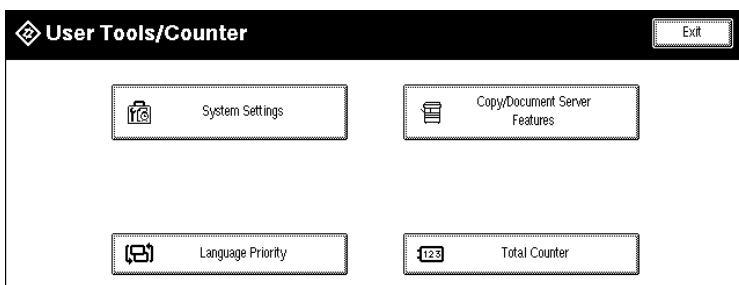 User Tools/Counter
Exit
System Settings
Copy/Document Server
Features
Language Priority
123
Total Counter